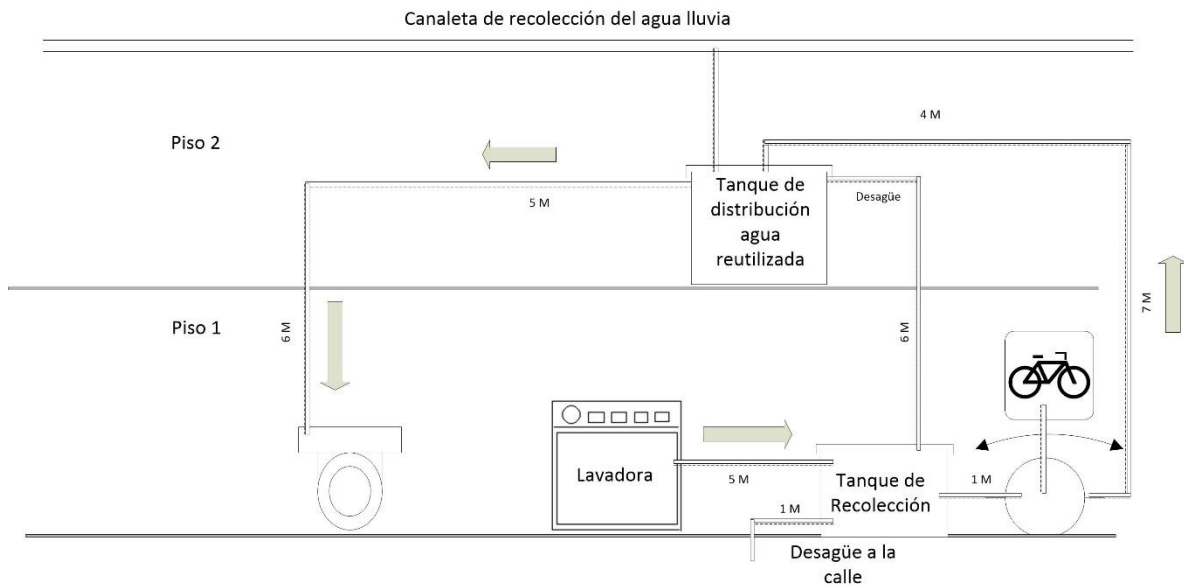 Canaleta de recolección del agua lluvia
4 M
Piso 2
Tanque de
distribución
agua
reutilizada
5 M
Desagüe
Piso 1
6 M
6 M
7 M
Lavadora
5 M
Tanque de
Recolección
1 M
1 M
Desagüe a la
calle